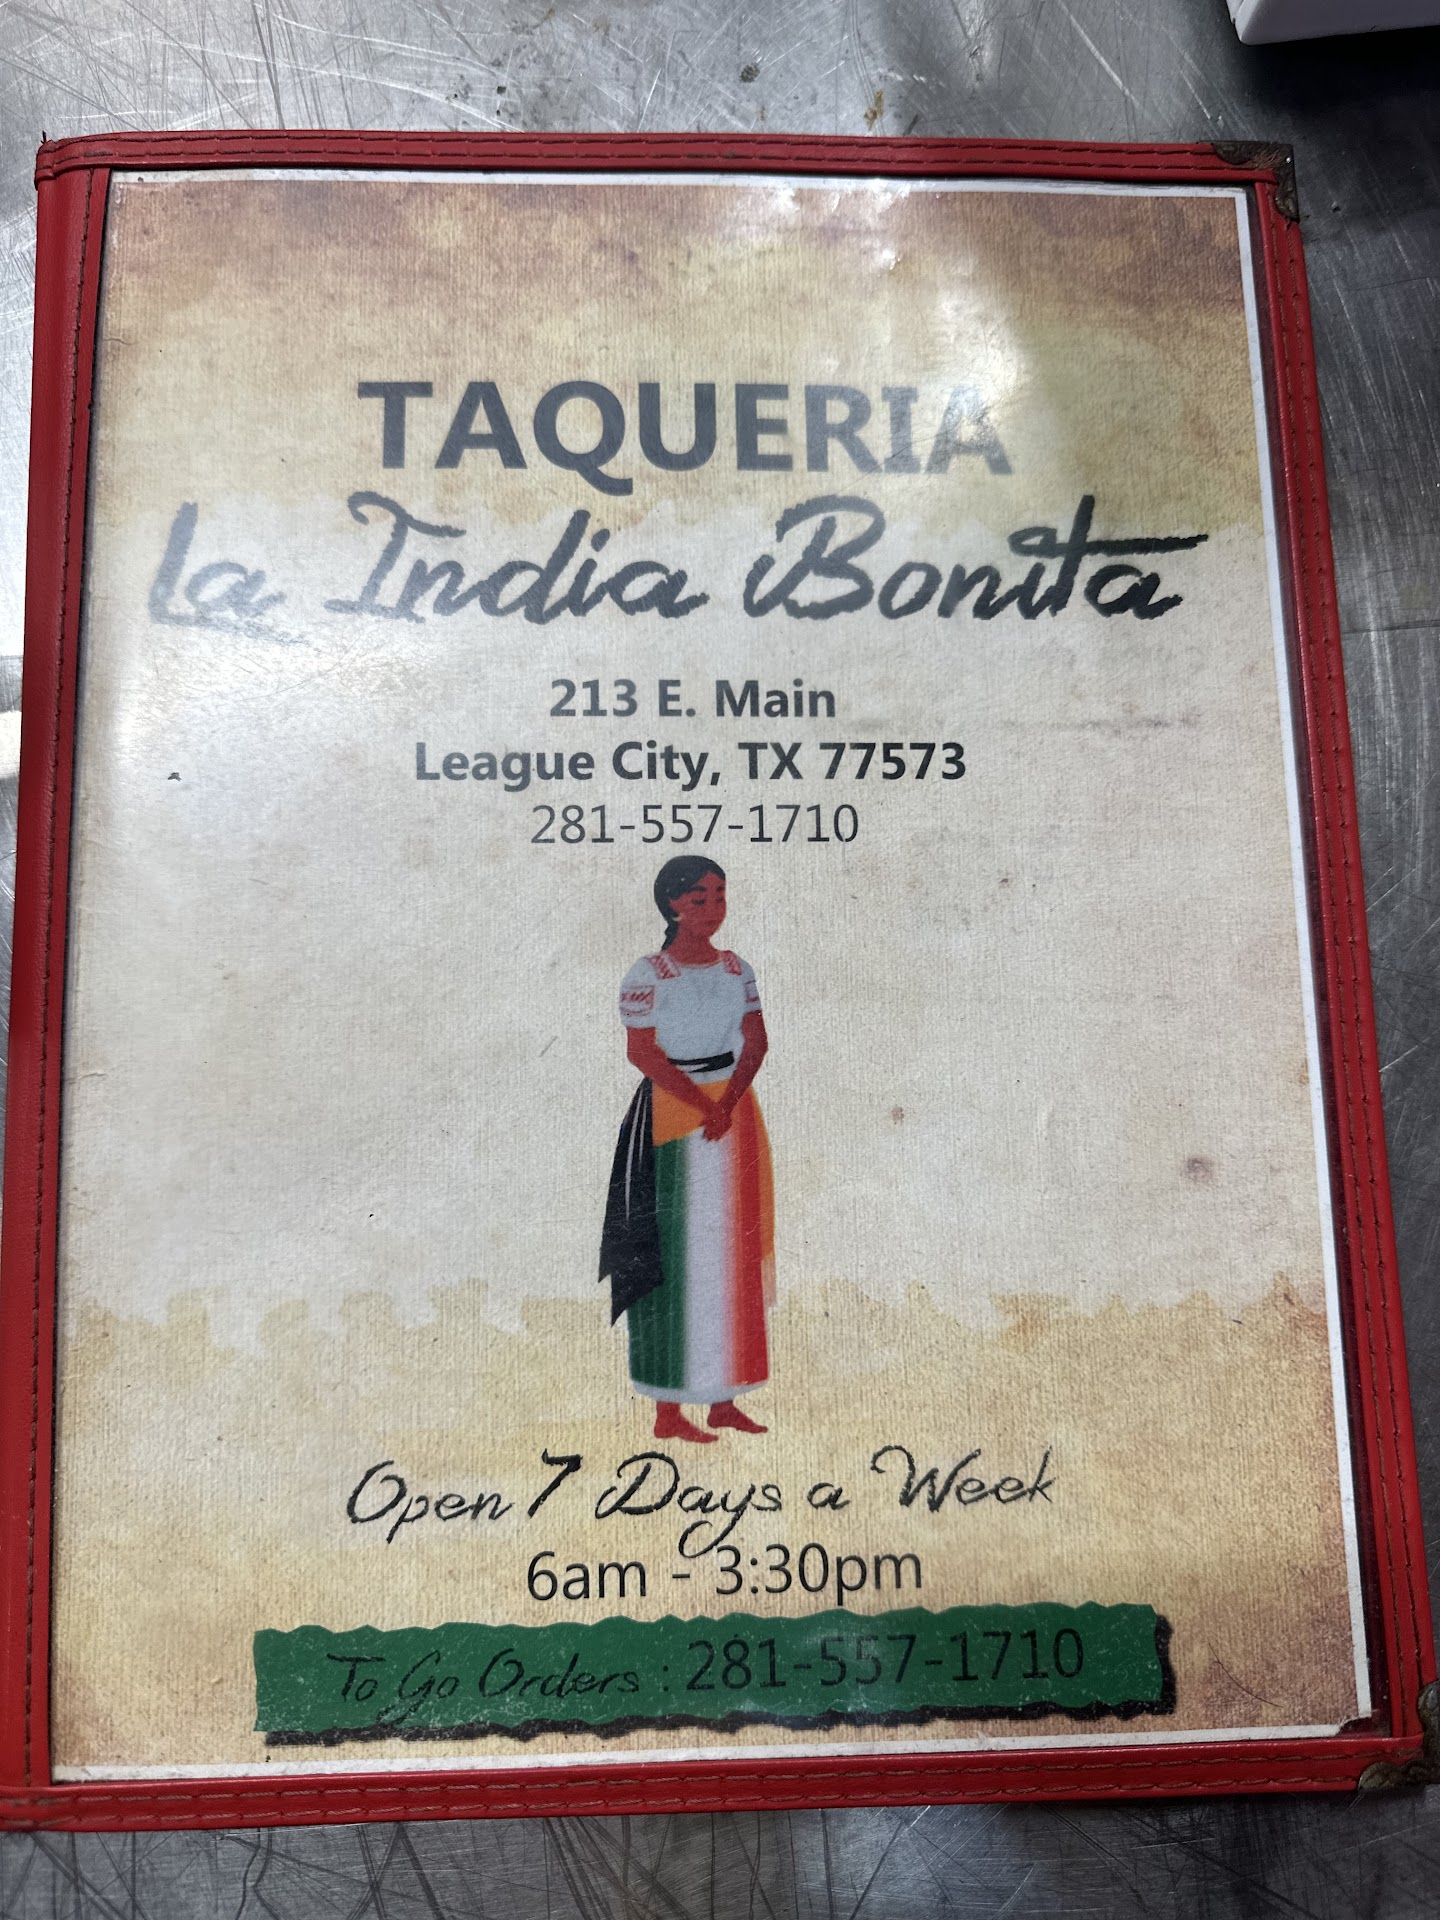 TAQUERIA
La India Bonita
213 E. Main
League City, TX 77573
281-557-1710
Open 7 Days a Week
6am - 3:30pm
To Go Orders : 281-557-1710